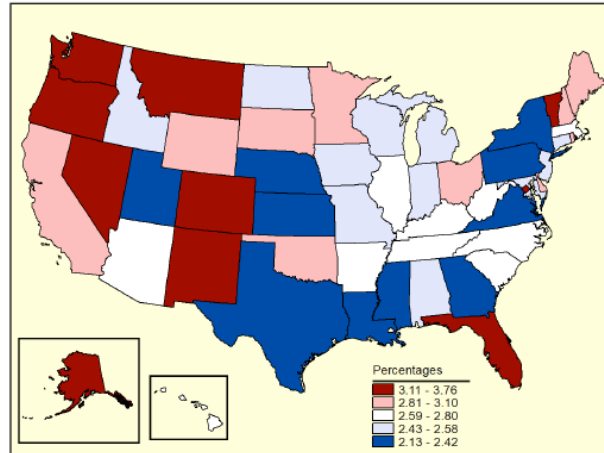 Percentages
3.11 - 3.76
2.81 - 3.10
2.59 - 2.80
2.43 - 2.58
2.13 - 2.42